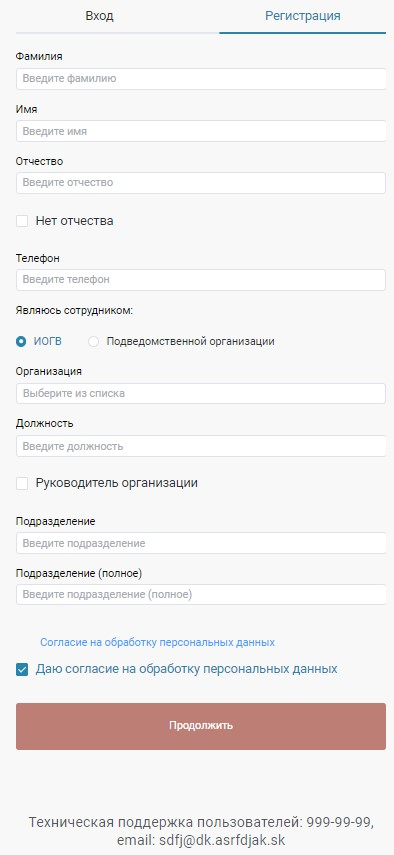 Вход Регистрация
Фамилия
Введите фамилию
Имя
Введите имя
Отчество
Введите отчество
Нет отчества
Телефон
Введите телефон
Являюсь сотрудником:
ИОГВ Подведомственной организации
Организация
Выберите из списка
Должность
Введите должность
Руководитель организации
Подразделение
Введите подразделение
Подразделение (полное)
Введите подразделение (полное)
Согласие на обработку персональных данных
Даю согласие на обработку персональных данных
Продолжить
Техническая поддержка пользователей: 999-99-99,
email: sdfj@dk.asrfdjak.sk